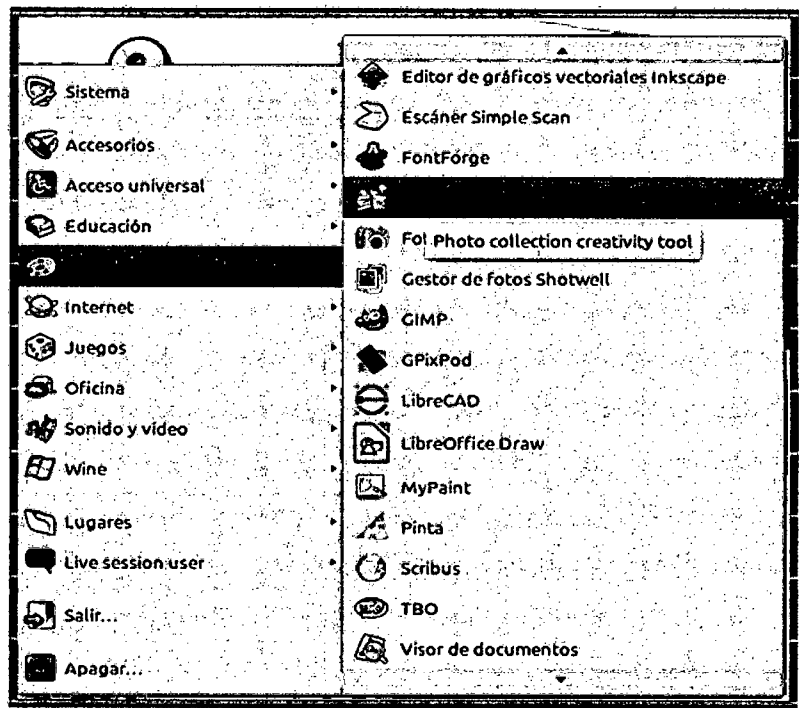 Sistema
Accesorios
Acceso universal
Educación
Internet
Juegos
Oficina
Sonido y vídeo
Wine
Lugares
Live session user
Salir...
Apagar...
Editor de gráficos vectoriales Inkscape
Escáner Simple Scan
FontForge
Photo collection creativity tool
Gestor de fotos Shotwell
GIMP
GPixPod
LibreCAD
LibreOffice Draw
MyPaint
Pinta
Scribus
TBO
Visor de documentos